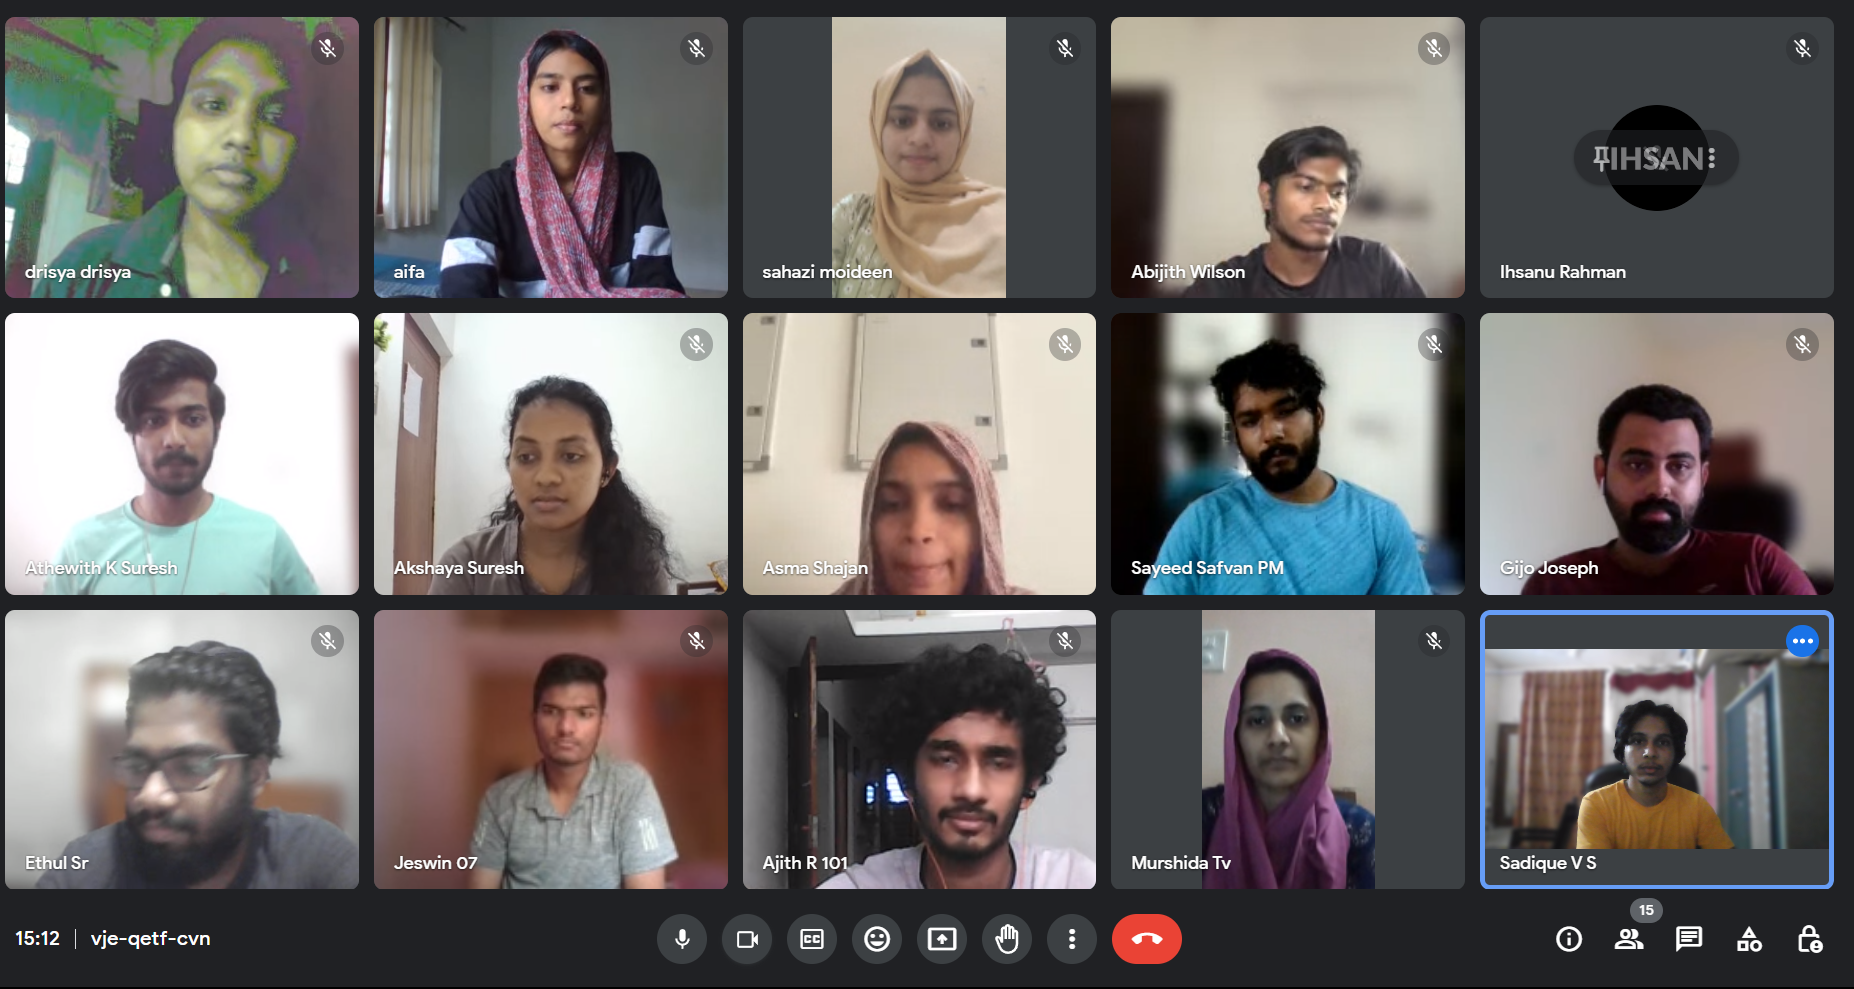 drisya drisya
aifa
sahazi moideen
Abijith Wilson
IHSAN
Ihsanu Rahman
Athewith K Suresh
Akshaya Suresh
Asma Shajan
Sayeed Safvan PM
Gijo Joseph
Ethul Sr
Jeswin 07
Ajith R 101
Murshida Tv
Sadique V S
15:12 | vje-qetf-cvn
CC
15